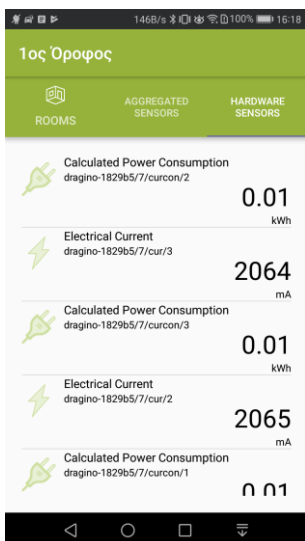 146B/s 100% 16:18
1ος Όροφος
ROOMS
AGGREGATED
SENSORS
HARDWARE
SENSORS
Calculated Power Consumption
dragino-1829b5/7/curcon/2
0.01
kWh
Electrical Current
dragino-1829b5/7/cur/3
2064
mA
Calculated Power Consumption
dragino-1829b5/7/curcon/3
0.01
kWh
Electrical Current
dragino-1829b5/7/cur/2
2065
mA
Calculated Power Consumption
dragino-1829b5/7/curcon/1
0.01